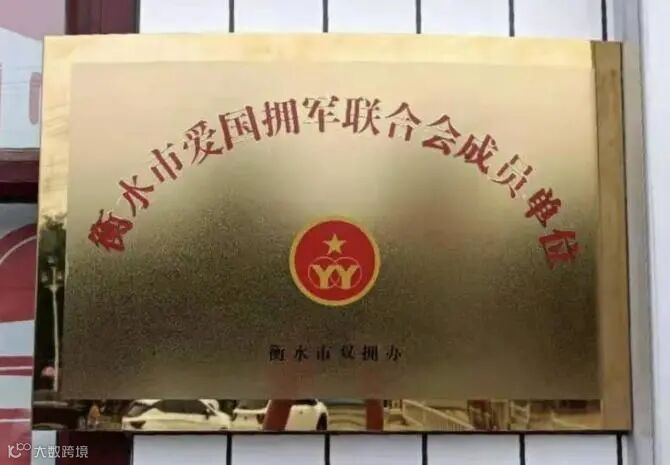 衡水市爱国拥军联合会成员单位
YY
衡水市双拥办
大数跨境